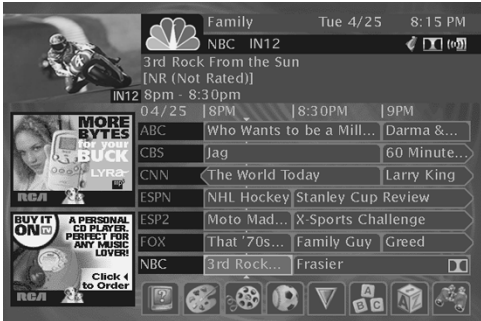 Family Tue 4/25 8:15 PM
NBC IN12
3rd Rock From the Sun
[NR (Not Rated)]
IN12 8pm - 8:30pm
04/25 8PM 8:30PM 9PM
ABC Who Wants to be a Mill... Darma &...
CBS Jag 60 Minute...
CNN The World Today Larry King
ESPN NHL Hockey Stanley Cup Review
ESP2 Moto Mad... X-Sports Challenge
FOX That '70s... Family Guy Greed
NBC 3rd Rock... Frasier
MORE
BYTES
for your
BUCK
LYRA
mp3
RCA
BUY IT
ON TV
A PERSONAL
CD PLAYER,
PERFECT FOR
ANY MUSIC
LOVER!
Click
to Order
RCA
?
A
B C
A Z